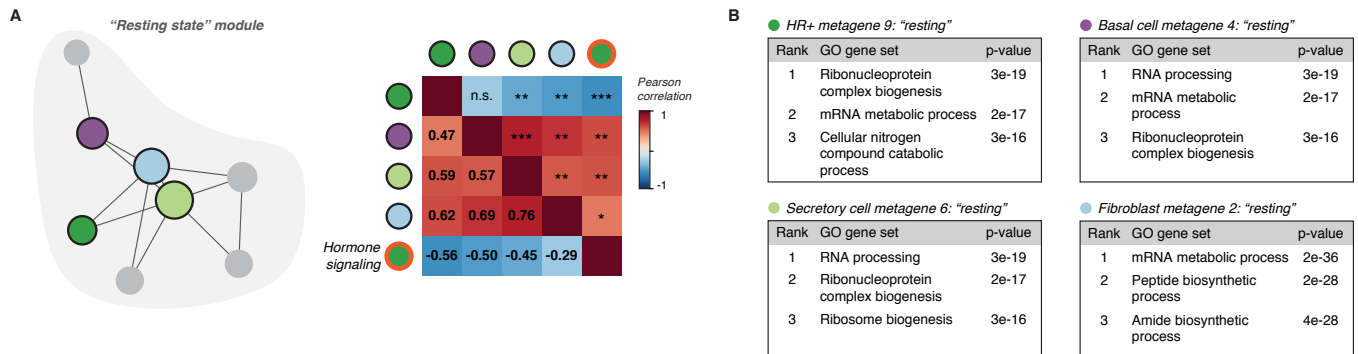 A
"Resting state" module
Pearson
correlation
1
-1
n.s. ** ** ***
0.47 *** ** **
0.59 0.57 ** **
0.62 0.69 0.76 *
Hormone
signaling
-0.56 -0.50 -0.45 -0.29
B
HR+ metagene 9: "resting"
Rank GO gene set p-value
1 Ribonucleoprotein 3e-19
complex biogenesis
2 mRNA metabolic process 2e-17
3 Cellular nitrogen 3e-16
compound catabolic
process
Basal cell metagene 4: "resting"
Rank GO gene set p-value
1 RNA processing 3e-19
2 mRNA metabolic 2e-17
process
3 Ribonucleoprotein 3e-16
complex biogenesis
Secretory cell metagene 6: "resting"
Rank GO gene set p-value
1 RNA processing 3e-19
2 Ribonucleoprotein 2e-17
complex biogenesis
3 Ribosome biogenesis 3e-16
Fibroblast metagene 2: "resting"
Rank GO gene set p-value
1 mRNA metabolic process 2e-36
2 Peptide biosynthetic 2e-28
process
3 Amide biosynthetic 4e-28
process